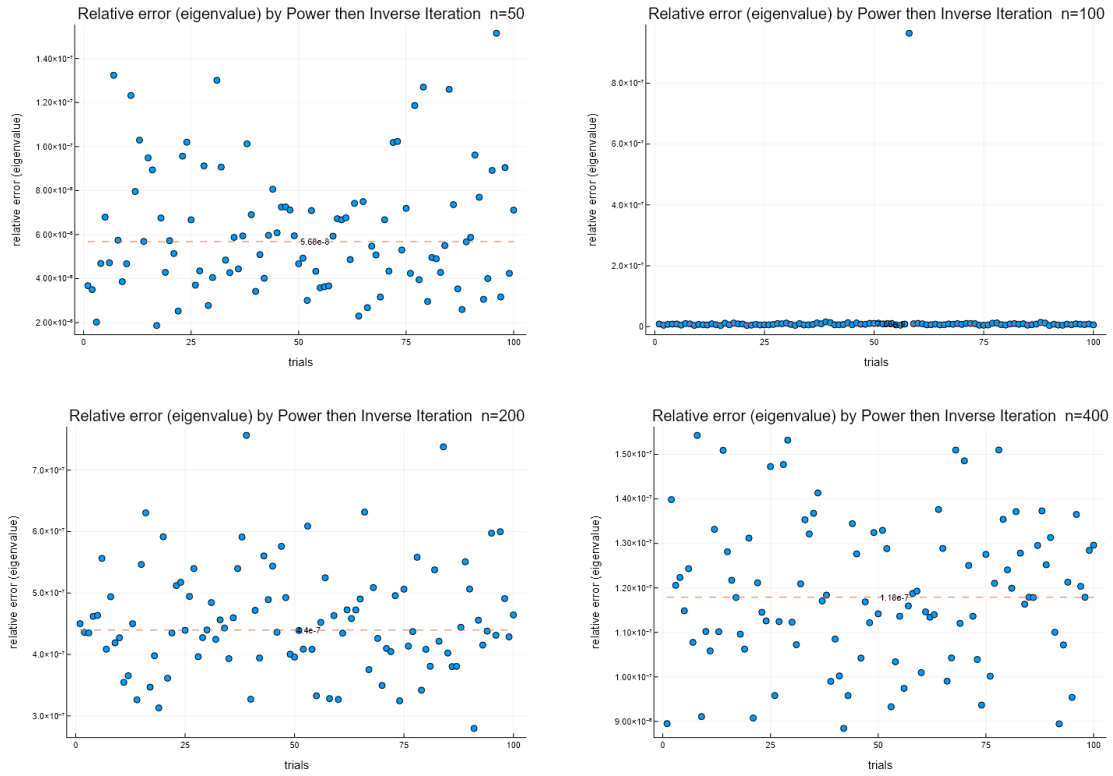 Relative error (eigenvalue) by Power then Inverse Iteration n=50
relative error (eigenvalue)
1.40×10⁻⁷
1.20×10⁻⁷
1.00×10⁻⁷
8.00×10⁻⁸
6.00×10⁻⁸
4.00×10⁻⁸
2.00×10⁻⁸
5.68e-8
0 25 50 75 100
trials
Relative error (eigenvalue) by Power then Inverse Iteration n=100
relative error (eigenvalue)
8.0×10⁻⁷
6.0×10⁻⁷
4.0×10⁻⁷
2.0×10⁻⁷
0
0 25 50 75 100
trials
Relative error (eigenvalue) by Power then Inverse Iteration n=200
relative error (eigenvalue)
7.0×10⁻⁷
6.0×10⁻⁷
5.0×10⁻⁷
4.0×10⁻⁷
3.0×10⁻⁷
4e-7
0 25 50 75 100
trials
Relative error (eigenvalue) by Power then Inverse Iteration n=400
relative error (eigenvalue)
1.50×10⁻⁷
1.40×10⁻⁷
1.30×10⁻⁷
1.20×10⁻⁷
1.10×10⁻⁷
1.00×10⁻⁷
9.00×10⁻⁸
1.18e-7
0 25 50 75 100
trials